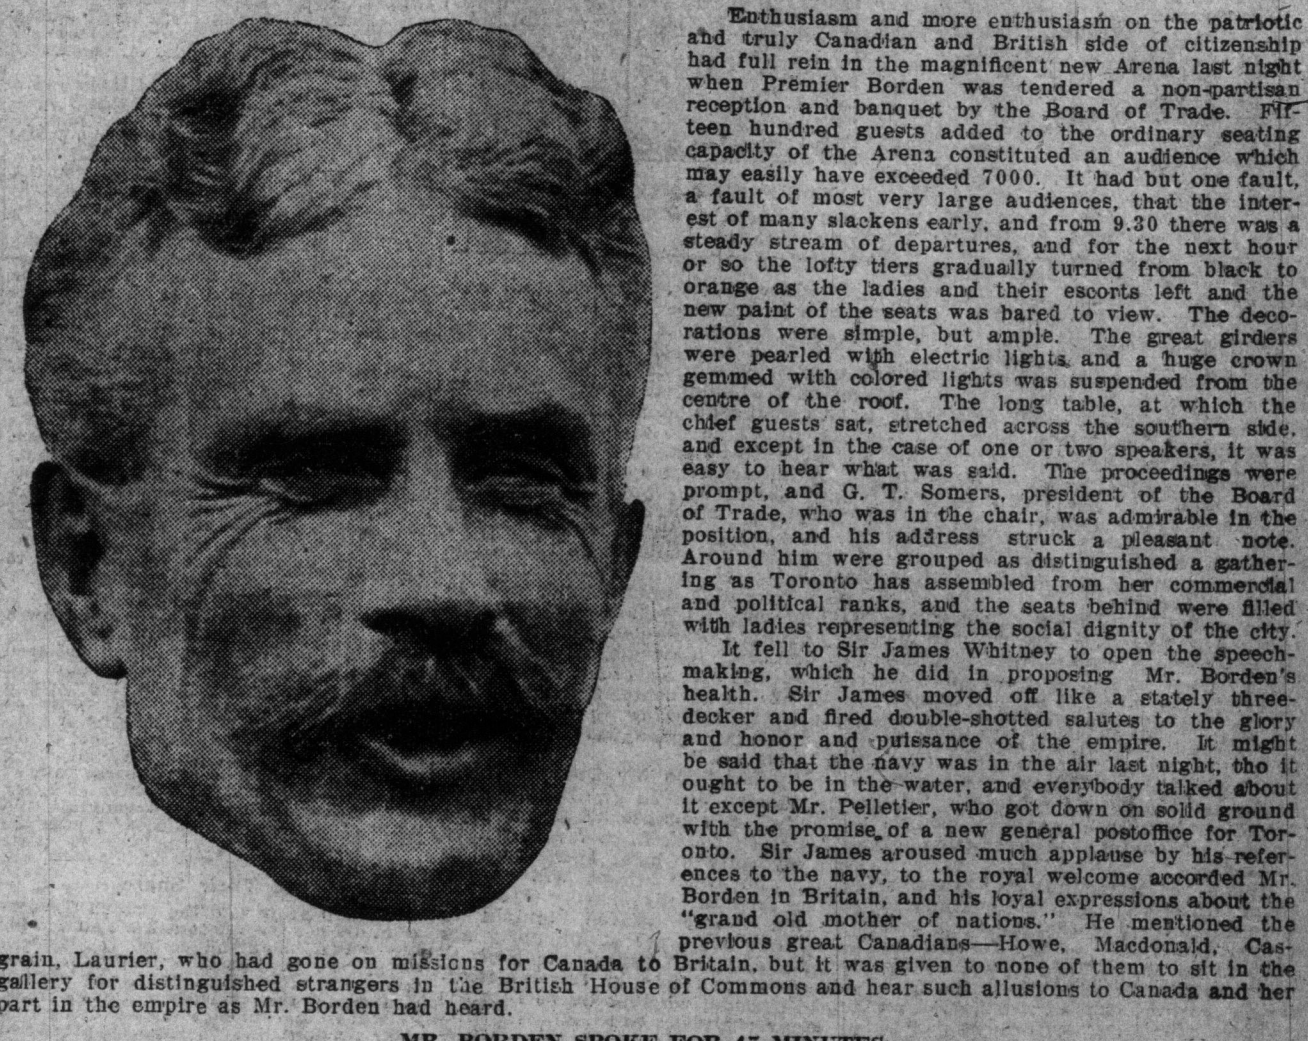 Enthusiasm and more enthusiasm on the patriotic
and truly Canadian and British side of citizenship
had full rein in the magnificent new Arena last night
when Premier Borden was tendered a non-partisan
reception and banquet by the Board of Trade. Fif-
teen hundred guests added to the ordinary seating
capacity of the Arena constituted an audience which
may easily have exceeded 7000. It had but one fault,
a fault of most very large audiences, that the inter-
est of many slackens early, and from 9.30 there was a
steady stream of departures, and for the next hour
or so the lofty tiers gradually turned from black to
orange as the ladies and their escorts left and the
new paint of the seats was bared to view. The deco-
rations were simple, but ample. The great girders
were pearled with electric lights and a huge crown
gemmed with colored lights was suspended from the
centre of the roof. The long table, at which the
chief guests sat, stretched across the southern side,
and except in the case of one or two speakers, it was
easy to hear what was said. The proceedings were
prompt, and G. T. Somers, president of the Board
of Trade, who was in the chair, was admirable in the
position, and his address struck a pleasant note.
Around him were grouped as distinguished a gather-
ing as Toronto has assembled from her commercial
and political ranks, and the seats behind were filled
with ladies representing the social dignity of the city.
It fell to Sir James Whitney to open the speech-
making, which he did in proposing Mr. Borden's
health. Sir James moved off like a stately three-
decker and fired double-shotted salutes to the glory
and honor and puissance of the empire. It might
be said that the navy was in the air last night, tho it
ought to be in the water, and everybody talked about
it except Mr. Pelletier, who got down on solid ground
with the promise of a new general postoffice for Tor-
onto. Sir James aroused much applause by his refer-
ences to the navy, to the royal welcome accorded Mr.
Borden in Britain, and his loyal expressions about the
"grand old mother of nations." He mentioned the
previous great Canadians—Howe, Macdonald, Cas-
grain, Laurier, who had gone on missions for Canada to Britain, but it was given to none of them to sit in the
gallery for distinguished strangers in the British House of Commons and hear such allusions to Canada and her
part in the empire as Mr. Borden had heard.
MR. BORDEN SPOKE FOR 47 MINUTES